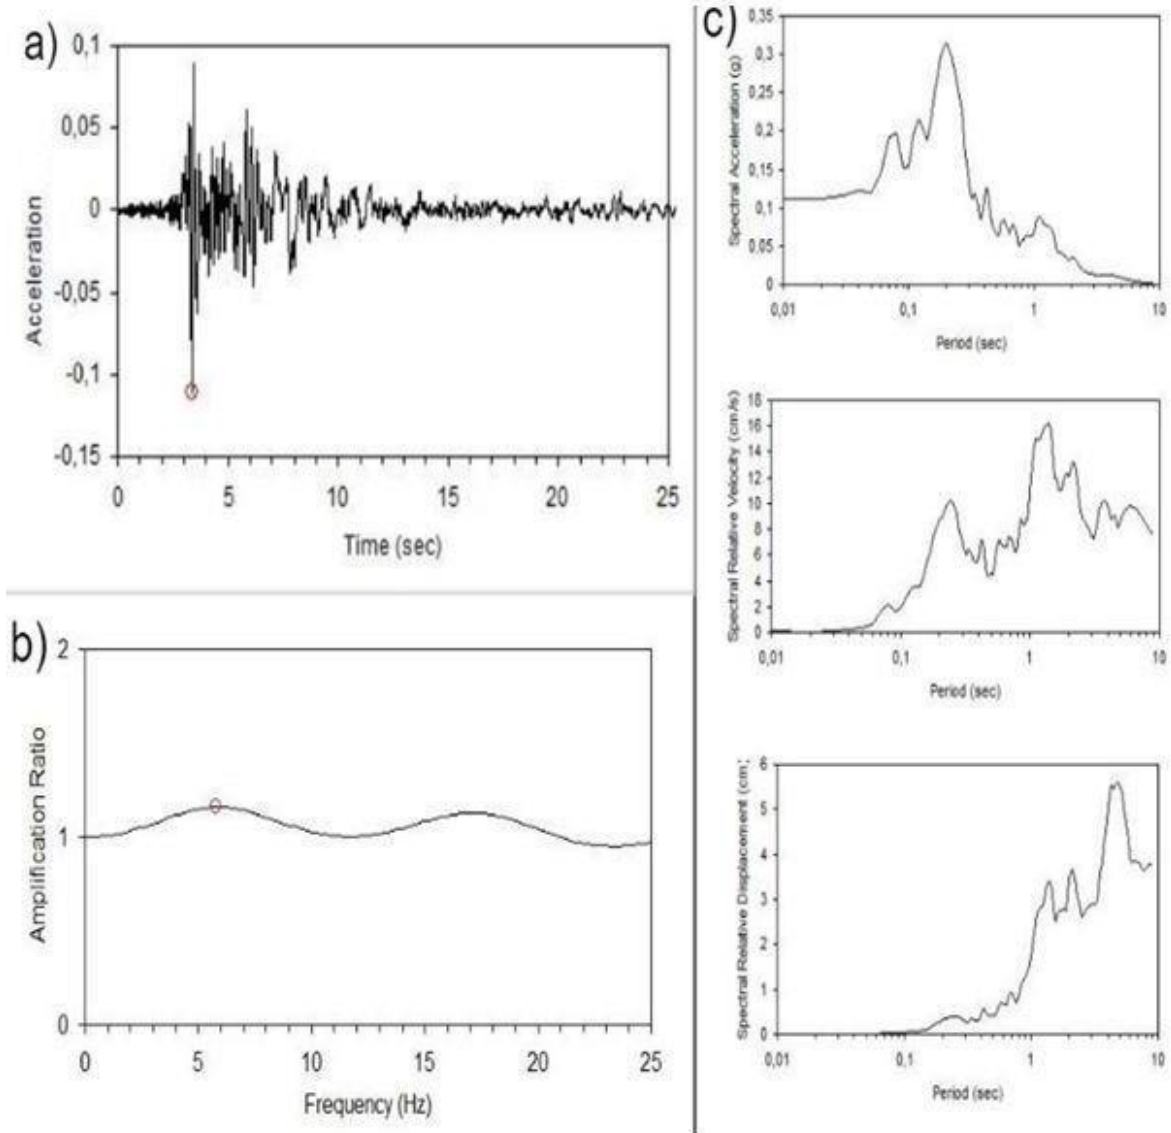 a)
0,1
0,05
0
-0,05
-0,1
-0,15
Acceleration
0 5 10 15 20 25
Time (sec)
b)
2
1
0
Amplification Ratio
0 5 10 15 20 25
Frequency (Hz)
c)
0,35
0,3
0,25
0,2
0,15
0,1
0,05
0
Spectral Acceleration (g)
0,01 0,1 1 10
Period (sec)
18
16
14
12
10
8
6
4
2
0
Spectral Relative Velocity (cm/s)
0,01 0,1 1 10
Period (sec)
6
5
4
3
2
1
0
Spectral Relative Displacement (cm;
0,01 0,1 1 10
Period (sec)